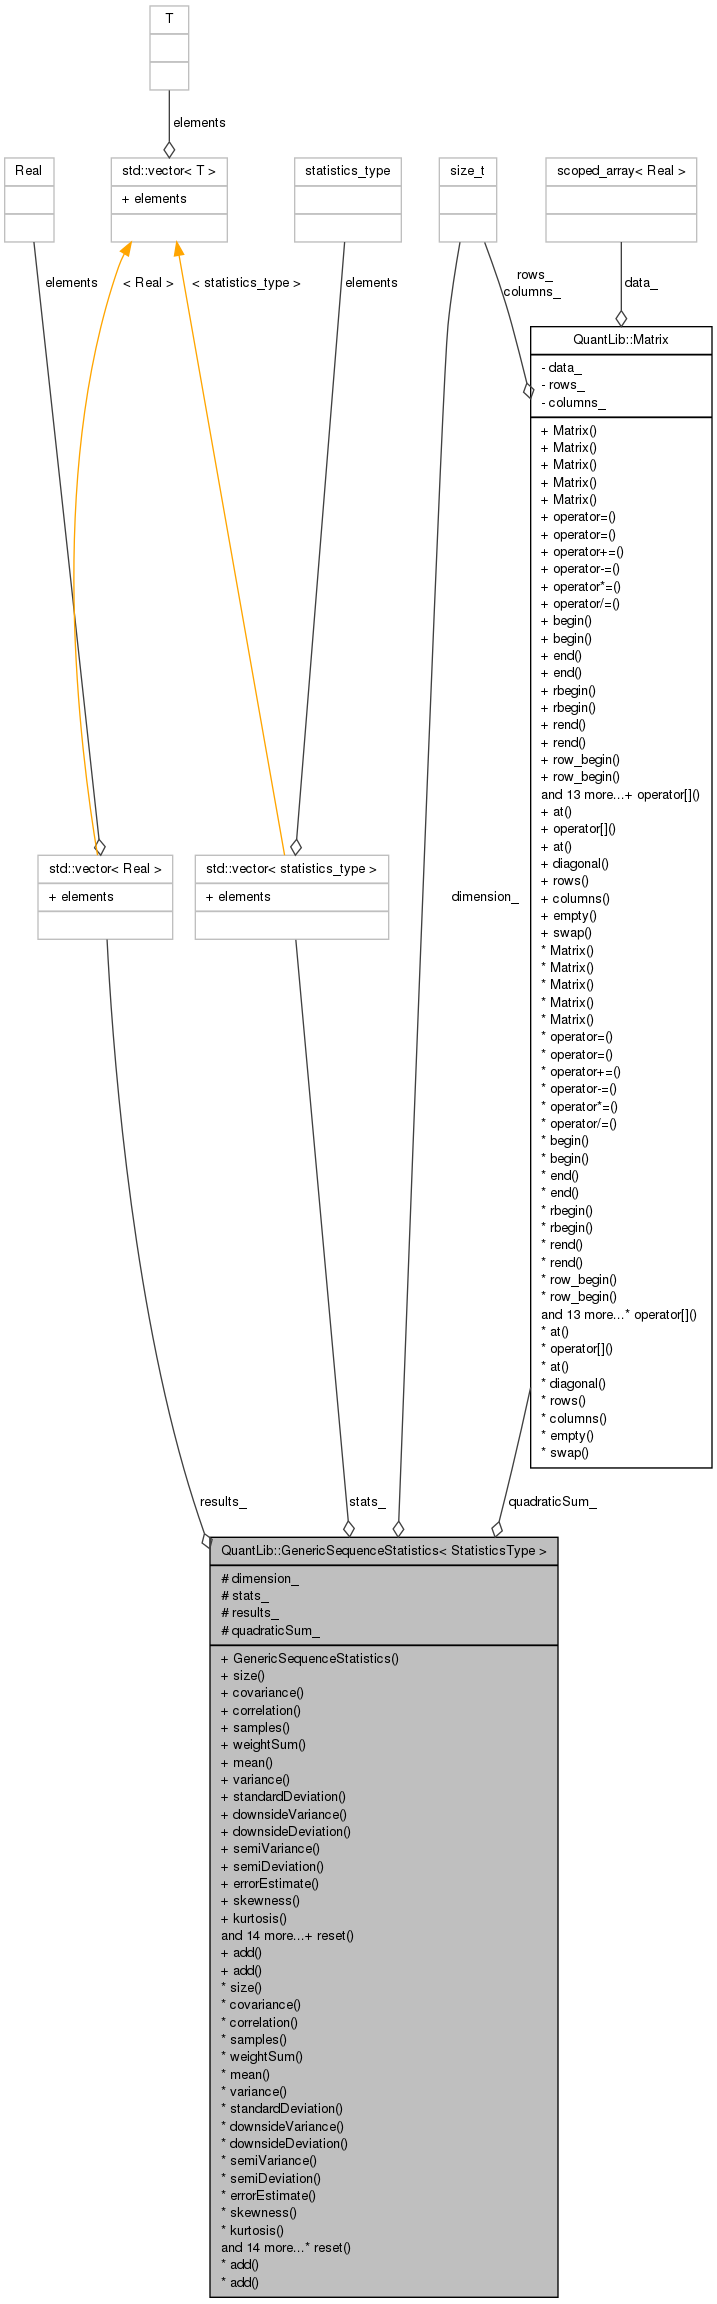 T
elements
Real
std::vector< T >
+ elements
statistics_type
size_t
scoped_array< Real >
elements
< Real >
< statistics_type >
elements
rows_
columns_
data_
QuantLib::Matrix
- data_
- rows_
- columns_
+ Matrix()
+ Matrix()
+ Matrix()
+ Matrix()
+ Matrix()
+ operator=()
+ operator=()
+ operator+=()
+ operator-=()
+ operator*=()
+ operator/=()
+ begin()
+ begin()
+ end()
+ end()
+ rbegin()
+ rbegin()
+ rend()
+ rend()
+ row_begin()
+ row_begin()
and 13 more...+ operator[]()
+ at()
+ operator[]()
+ at()
+ diagonal()
+ rows()
+ columns()
+ empty()
+ swap()
* Matrix()
* Matrix()
* Matrix()
* Matrix()
* Matrix()
* operator=()
* operator=()
* operator+=()
* operator-=()
* operator*=()
* operator/=()
* begin()
* begin()
* end()
* end()
* rbegin()
* rbegin()
* rend()
* rend()
* row_begin()
* row_begin()
and 13 more...* operator[]()
* at()
* operator[]()
* at()
* diagonal()
* rows()
* columns()
* empty()
* swap()
std::vector< Real >
+ elements
std::vector< statistics_type >
+ elements
dimension_
results_
stats_
quadraticSum_
QuantLib::GenericSequenceStatistics< StatisticsType >
# dimension_
# stats_
# results_
# quadraticSum_
+ GenericSequenceStatistics()
+ size()
+ covariance()
+ correlation()
+ samples()
+ weightSum()
+ mean()
+ variance()
+ standardDeviation()
+ downsideVariance()
+ downsideDeviation()
+ semiVariance()
+ semiDeviation()
+ errorEstimate()
+ skewness()
+ kurtosis()
and 14 more...+ reset()
+ add()
+ add()
* size()
* covariance()
* correlation()
* samples()
* weightSum()
* mean()
* variance()
* standardDeviation()
* downsideVariance()
* downsideDeviation()
* semiVariance()
* semiDeviation()
* errorEstimate()
* skewness()
* kurtosis()
and 14 more...* reset()
* add()
* add()